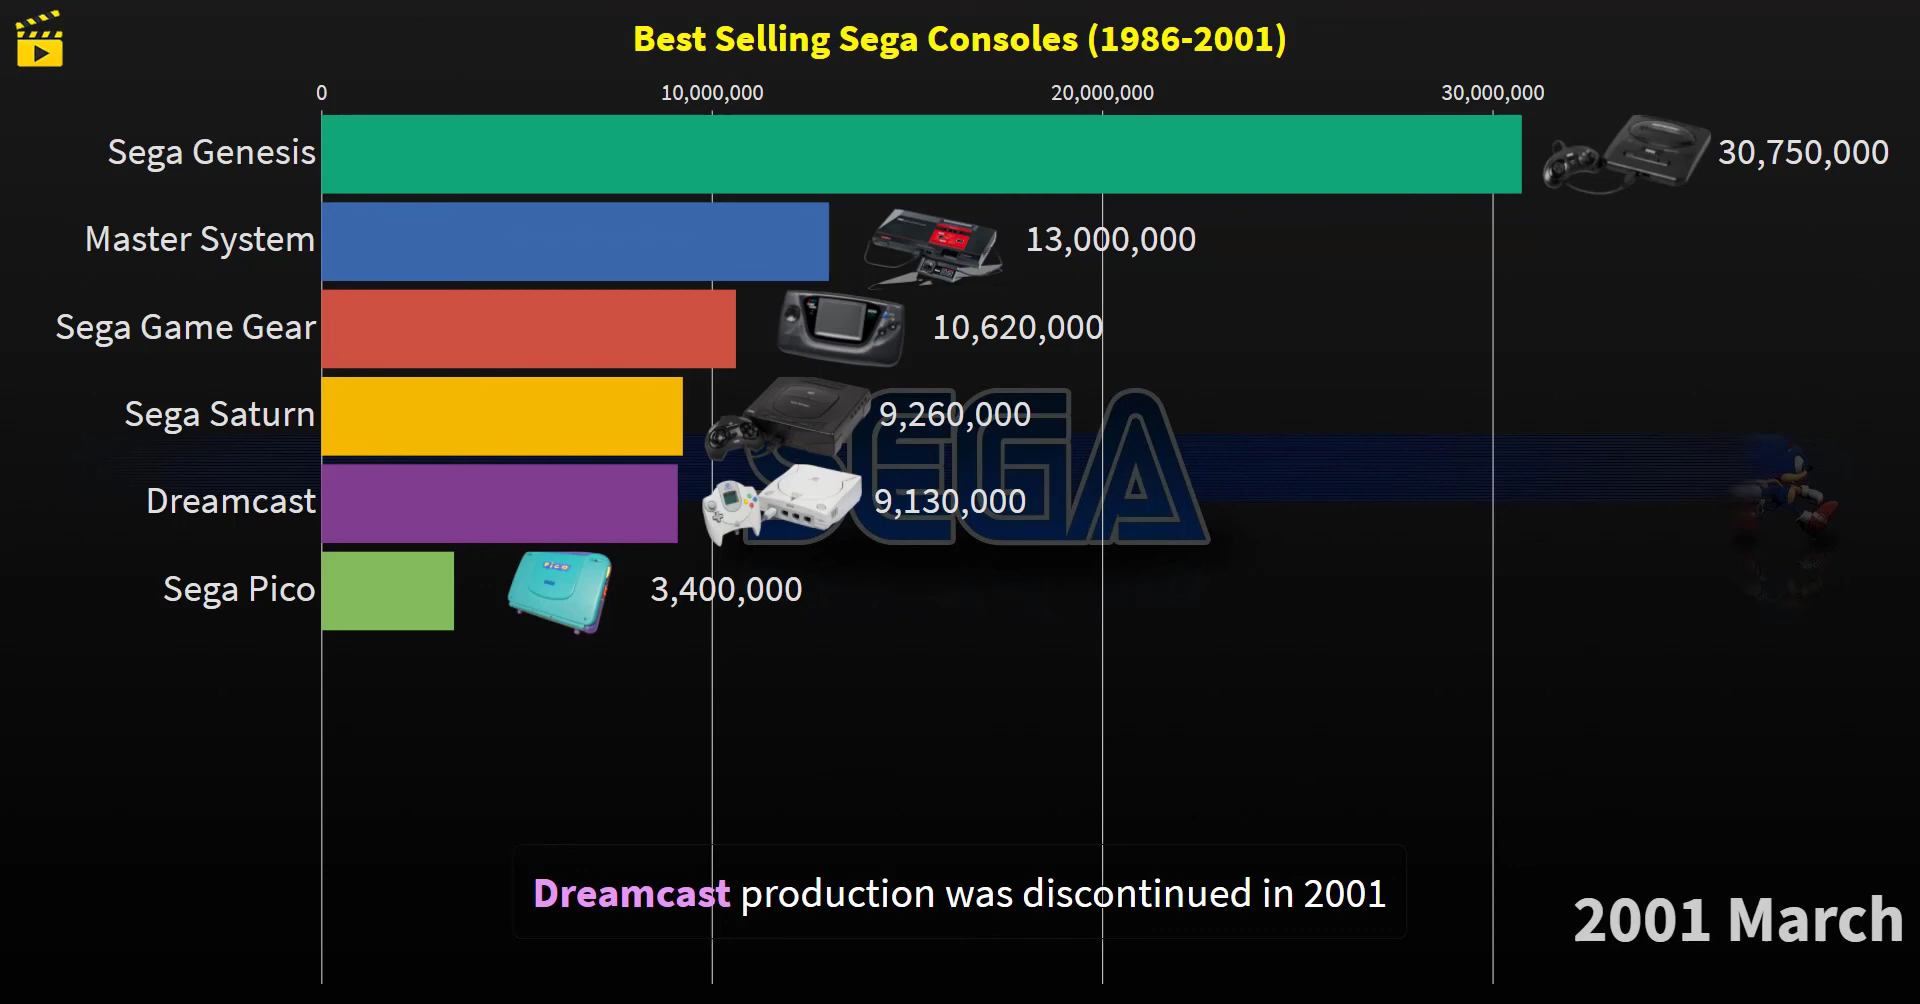 Best Selling Sega Consoles (1986-2001)
0 10,000,000 20,000,000 30,000,000
Sega Genesis 30,750,000
Master System 13,000,000
Sega Game Gear 10,620,000
Sega Saturn 9,260,000
SEGA
Dreamcast 9,130,000
Sega Pico PICO 3,400,000
Dreamcast production was discontinued in 2001
2001 March